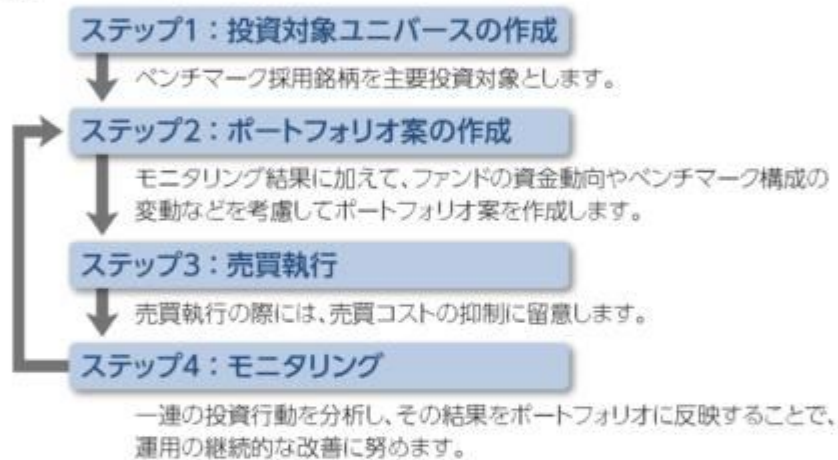 ステップ1：投資対象ユニバースの作成
ベンチマーク採用銘柄を主要投資対象とします。
ステップ2：ポートフォリオ案の作成
モニタリング結果に加えて、ファンドの資金動向やベンチマーク構成の
変動などを考慮してポートフォリオ案を作成します。
ステップ3：売買執行
売買執行の際には、売買コストの抑制に留意します。
ステップ4：モニタリング
一連の投資行動を分析し、その結果をポートフォリオに反映することで、
運用の継続的な改善に努めます。